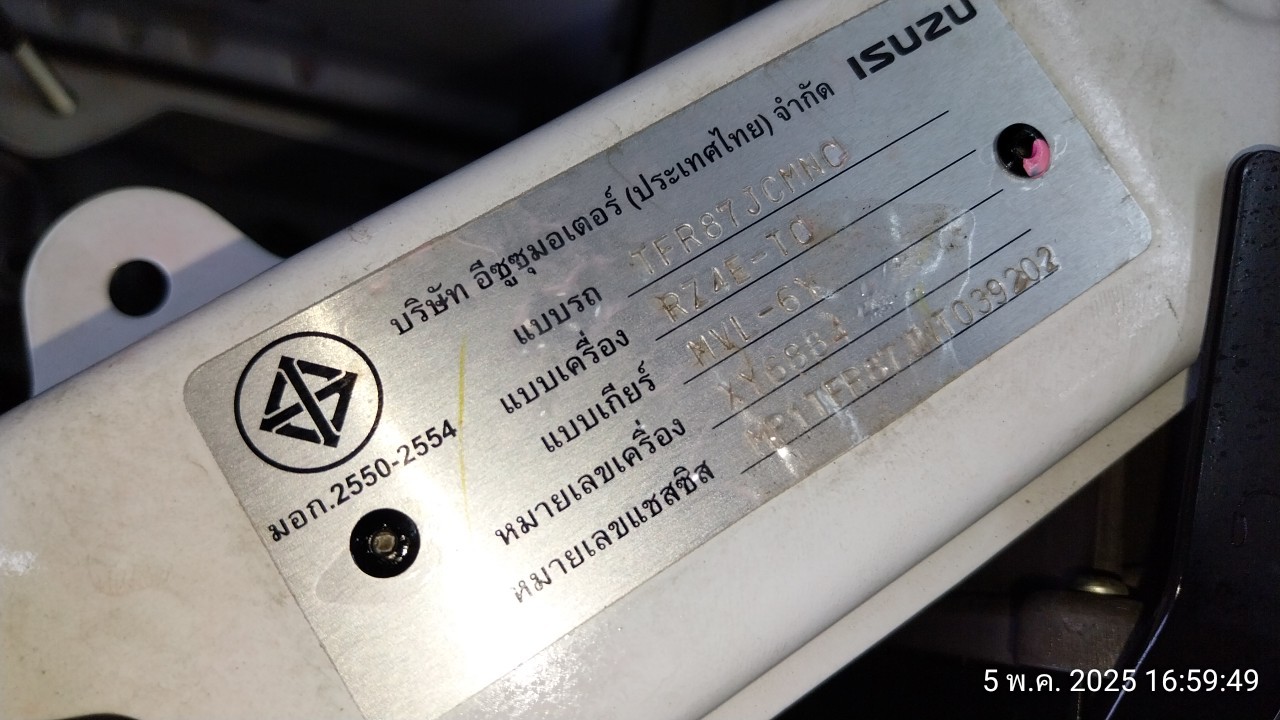 ISUZU
บริษัท อีซูซุมอเตอร์ (ประเทศไทย) จำกัด
แบบรถ TFR87JCMNQ
แบบเครื่อง RZ4E-TC
แบบเกียร์
หมายเลขเครื่อง
หมายเลขแชสซิส
มอก.2550-2554
5 พ.ค. 2025 16:59:49